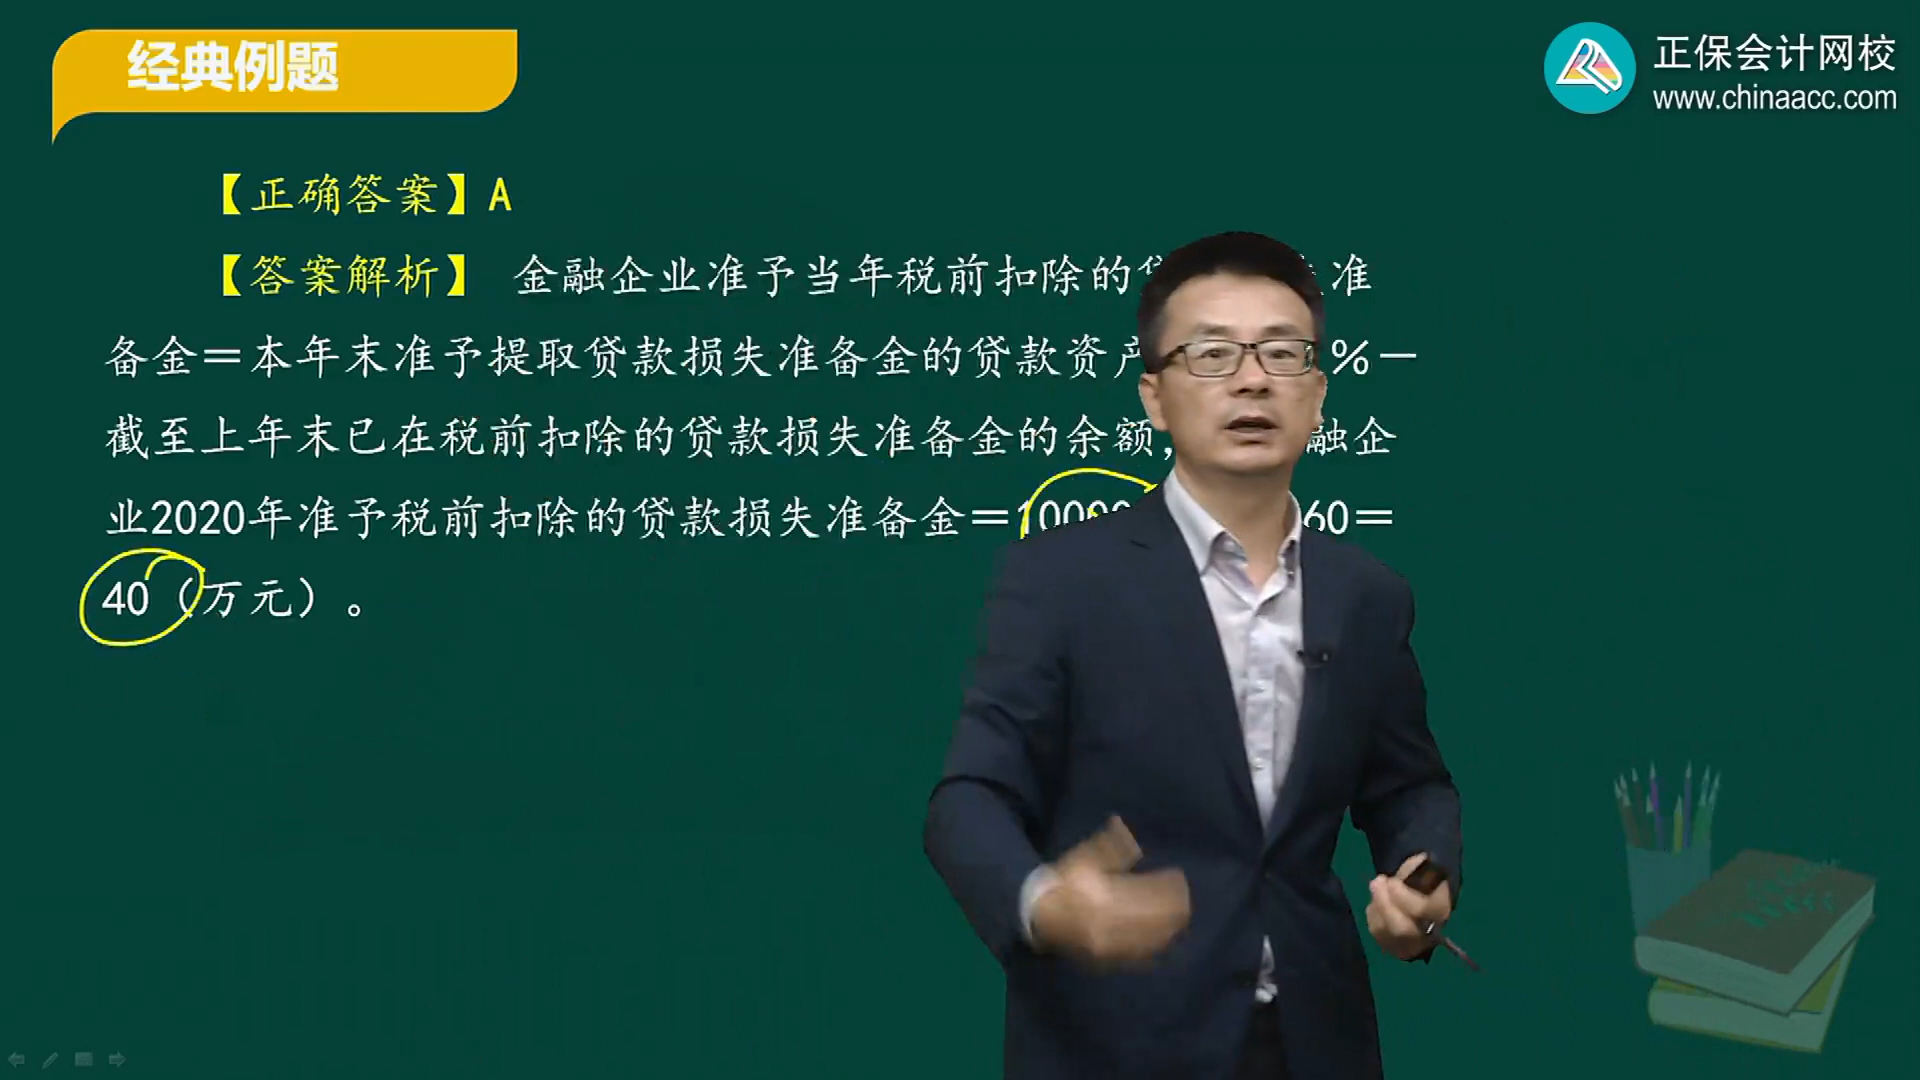 经典例题
正保会计网校
www.chinaacc.com
【正确答案】A
【答案解析】 金融企业准予当年税前扣除的 准
备金＝本年末准予提取贷款损失准备金的贷款资产 %－
截至上年末已在税前扣除的贷款损失准备金的余额， 融企
业2020年准予税前扣除的贷款损失准备金＝1000 60＝
40（万元）。